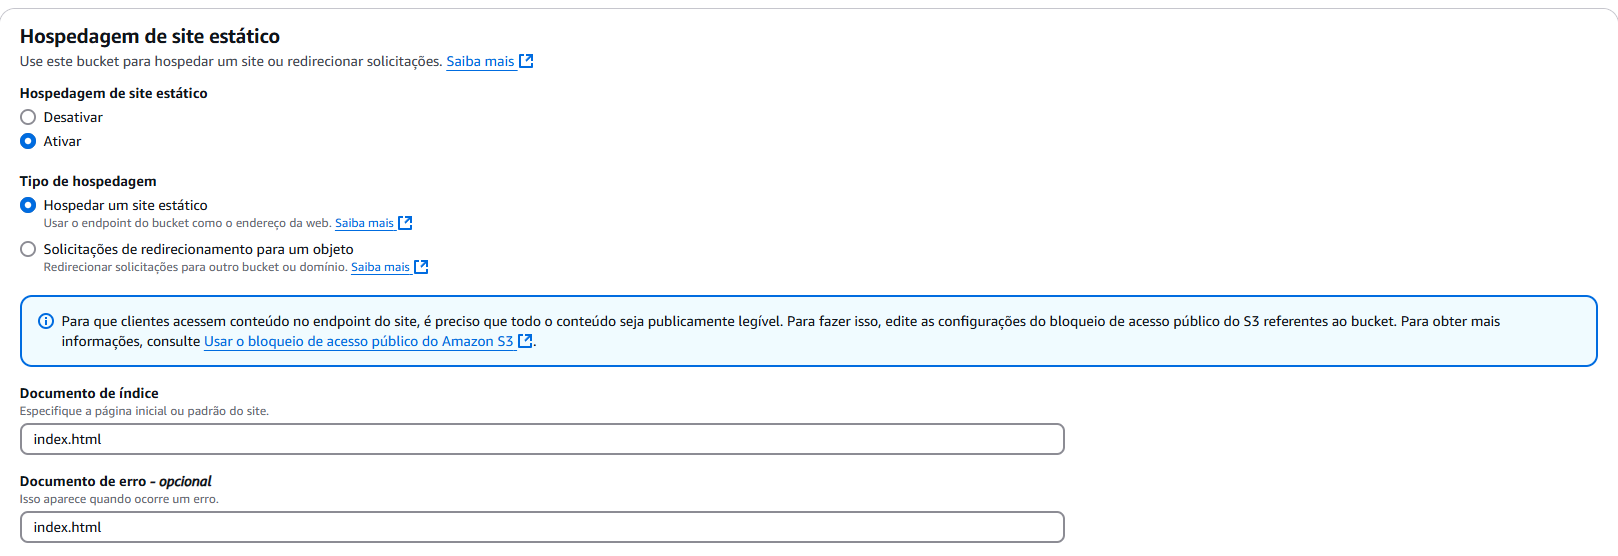 Hospedagem de site estático
Use este bucket para hospedar um site ou redirecionar solicitações. Saiba mais
Hospedagem de site estático
Desativar
Ativar
Tipo de hospedagem
Hospedar um site estático
Usar o endpoint do bucket como o endereço da web. Saiba mais
Solicitações de redirecionamento para um objeto
Redirecionar solicitações para outro bucket ou domínio. Saiba mais
Para que clientes acessem conteúdo no endpoint do site, é preciso que todo o conteúdo seja publicamente legível. Para fazer isso, edite as configurações do bloqueio de acesso público do S3 referentes ao bucket. Para obter mais
informações, consulte Usar o bloqueio de acesso público do Amazon S3.
Documento de índice
Especifique a página inicial ou padrão do site.
index.html
Documento de erro - opcional
Isso aparece quando ocorre um erro.
index.html